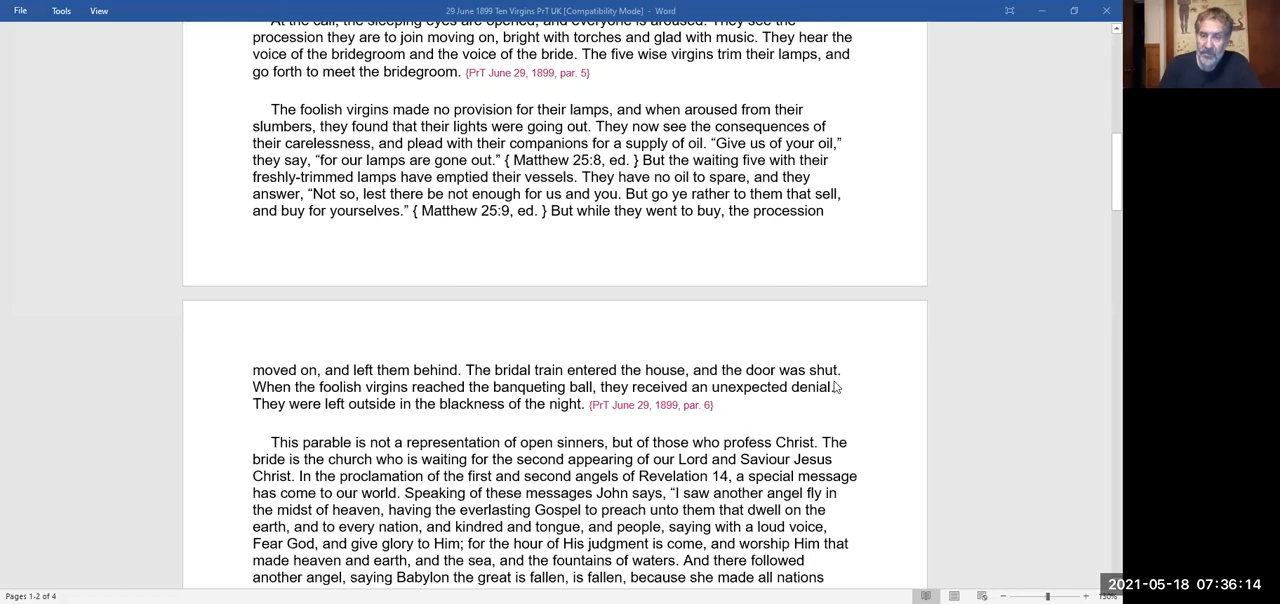 File Tools View 29 June 1899 Ten Virgins PrT UK [Compatibility Mode] - Word
At the call, the sleeping eyes are opened, and everyone is aroused. They see the
procession they are to join moving on, bright with torches and glad with music. They hear the
voice of the bridegroom and the voice of the bride. The five wise virgins trim their lamps, and
go forth to meet the bridegroom. {PrT June 29, 1899, par. 5}
The foolish virgins made no provision for their lamps, and when aroused from their
slumbers, they found that their lights were going out. They now see the consequences of
their carelessness, and plead with their companions for a supply of oil. “Give us of your oil,”
they say, “for our lamps are gone out.” { Matthew 25:8, ed. } But the waiting five with their
freshly-trimmed lamps have emptied their vessels. They have no oil to spare, and they
answer, “Not so, lest there be not enough for us and you. But go ye rather to them that sell,
and buy for yourselves.” { Matthew 25:9, ed. } But while they went to buy, the procession
moved on, and left them behind. The bridal train entered the house, and the door was shut.
When the foolish virgins reached the banqueting ball, they received an unexpected denial.
They were left outside in the blackness of the night. {PrT June 29, 1899, par. 6}
This parable is not a representation of open sinners, but of those who profess Christ. The
bride is the church who is waiting for the second appearing of our Lord and Saviour Jesus
Christ. In the proclamation of the first and second angels of Revelation 14, a special message
has come to our world. Speaking of these messages John says, “I saw another angel fly in
the midst of heaven, having the everlasting Gospel to preach unto them that dwell on the
earth, and to every nation, and kindred and tongue, and people, saying with a loud voice,
Fear God, and give glory to Him; for the hour of His judgment is come, and worship Him that
made heaven and earth, and the sea, and the fountains of waters. And there followed
another angel, saying Babylon the great is fallen, is fallen, because she made all nations
2021-05-18 07:36:14
Pages 1-2 of 4